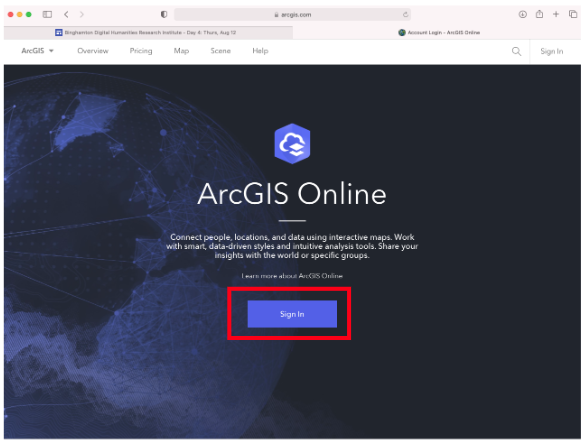 arcgis.com
Binghamton Digital Humanities Research Institute - Day 4: Thurs, Aug 12
Account Login - ArcGIS Online
ArcGIS Overview Pricing Map Scene Help Sign In
ArcGIS Online
Connect people, locations, and data using interactive maps. Work
with smart, data-driven styles and intuitive analysis tools. Share your
insights with the world or specific groups.
Learn more about ArcGIS Online
Sign In